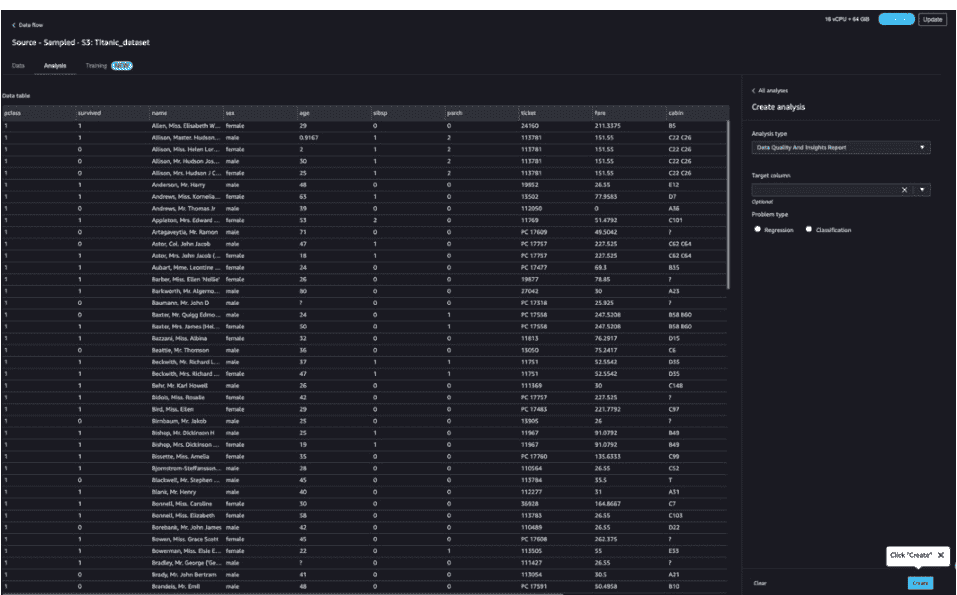 Data flow
16 vCPU + 64 GiB
Update
Source - Sampled - S3: Titanic_dataset
Data Analysis Training
Data table
All analyses
Create analysis
Analysis type
Data Quality And Insights Report
Target column
Optional
Problem type
Regression Classification
pclass survived name sex age sibsp parch ticket fare cabin
1 1 Allen, Miss. Elisabeth W... female 29 0 0 24160 211.3375 B5
1 1 Allison, Master. Hudson... male 0.9167 1 2 113781 151.55 C22 C26
1 0 Allison, Miss. Helen Lor... female 2 1 2 113781 151.55 C22 C26
1 0 Allison, Mr. Hudson Jos... male 30 1 2 113781 151.55 C22 C26
1 0 Allison, Mrs. Hudson J C... female 25 1 2 113781 151.55 C22 C26
1 1 Anderson, Mr. Harry male 48 0 0 19952 26.55 E12
1 1 Andrews, Miss. Kornelia... female 63 1 0 13502 77.9583 D7
1 0 Andrews, Mr. Thomas Jr male 39 0 0 112050 0 A36
1 1 Appleton, Mrs. Edward ... female 53 2 0 11769 51.4792 C101
1 0 Artagaveytia, Mr. Ramon male 71 0 0 PC 17609 49.5042 ?
1 0 Astor, Col. John Jacob male 47 1 0 PC 17757 227.525 C62 C64
1 1 Astor, Mrs. John Jacob (... female 18 1 0 PC 17757 227.525 C62 C64
1 1 Aubart, Mme. Leontine ... female 24 0 0 PC 17477 69.3 B35
1 1 Barber, Miss. Ellen 'Nellie' female 26 0 0 19877 78.85 ?
1 1 Barkworth, Mr. Algerno... male 80 0 0 27042 30 A23
1 0 Baumann, Mr. John D male ? 0 0 PC 17318 25.925 ?
1 0 Baxter, Mr. Quigg Edmo... male 24 0 1 PC 17558 247.5208 B58 B60
1 1 Baxter, Mrs. James (Hel... female 50 0 1 PC 17558 247.5208 B58 B60
1 1 Bazzani, Miss. Albina female 32 0 0 11813 76.2917 D15
1 0 Beattie, Mr. Thomson male 36 0 0 13050 75.2417 C6
1 1 Beckwith, Mr. Richard L... male 37 1 1 11751 52.5542 D35
1 1 Beckwith, Mrs. Richard ... female 47 1 1 11751 52.5542 D35
1 1 Behr, Mr. Karl Howell male 26 0 0 111369 30 C148
1 1 Bidois, Miss. Rosalie female 42 0 0 PC 17757 227.525 ?
1 1 Bird, Miss. Ellen female 29 0 0 PC 17483 221.7792 C97
1 0 Birnbaum, Mr. Jakob male 25 0 0 13905 26 ?
1 1 Bishop, Mr. Dickinson H male 25 1 0 11967 91.0792 B49
1 1 Bishop, Mrs. Dickinson ... female 19 1 0 11967 91.0792 B49
1 1 Bissette, Miss. Amelia female 35 0 0 PC 17760 135.6333 C99
1 1 Bjornstrom-Steffansson... male 28 0 0 110564 26.55 C52
1 0 Blackwell, Mr. Stephen ... male 45 0 0 113784 35.5 T
1 1 Blank, Mr. Henry male 40 0 0 112277 31 A31
1 1 Bonnell, Miss. Caroline female 30 0 0 36928 164.8667 C7
1 1 Bonnell, Miss. Elizabeth female 58 0 0 113783 26.55 C103
1 0 Borebank, Mr. John James male 42 0 0 110489 26.55 D22
1 1 Bowen, Miss. Grace Scott female 45 0 0 PC 17608 262.375 ?
1 1 Bowerman, Miss. Elsie E... female 22 0 1 113505 55 E33
1 1 Bradley, Mr. George ('Ge... male ? 0 0 111427 26.55 ?
1 0 Brady, Mr. John Bertram male 41 0 0 113054 30.5 A21
1 0 Brandeis, Mr. Emil male 48 0 0 PC 17591 50.4958 B10
Click "Create"
Clear
Create